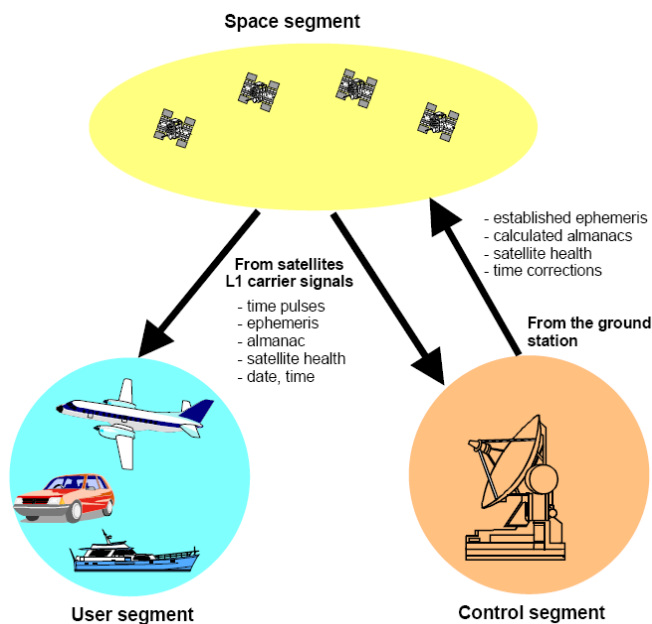 Space segment
- established ephemeris
- calculated almanacs
- satellite health
- time corrections
From satellites
L1 carrier signals
- time pulses
- ephemeris
- almanac
- satellite health
- date, time
From the ground
station
User segment
Control segment